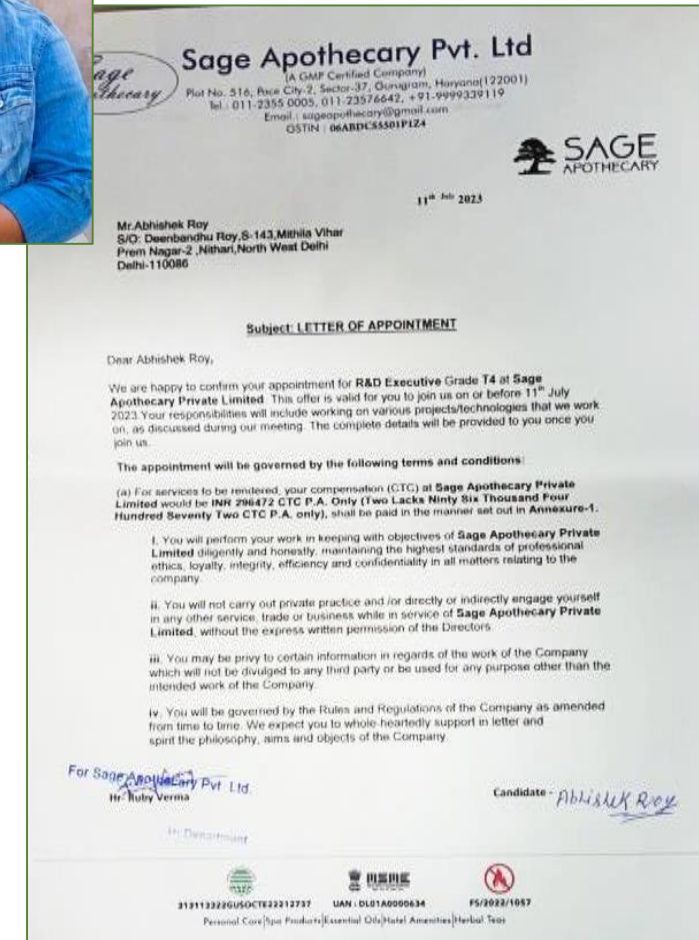 Sage Apothecary Pvt. Ltd
(A GMP Certified Company)
Plot No. 516, Pace City-2, Sector-37, Gurugram, Haryana(122001)
Tel : 011-2355 0005, 011-23576642, +91-9999339119
Email : sageapothecary@gmail.com
GSTIN : 06ABDCS5501P1Z4
SAGE
APOTHECARY
11th July 2023
Mr.Abhishek Roy
S/O: Deenbandhu Roy,S-143,Mithila Vihar
Prem Nagar-2 ,Nithari,North West Delhi
Delhi-110086
Subject: LETTER OF APPOINTMENT
Dear Abhishek Roy,
We are happy to confirm your appointment for R&D Executive Grade T4 at Sage
Apothecary Private Limited. This offer is valid for you to join us on or before 11th July
2023.Your responsibilities will include working on various projects/technologies that we work
on, as discussed during our meeting. The complete details will be provided to you once you
join us.
The appointment will be governed by the following terms and conditions:
(a) For services to be rendered, your compensation (CTC) at Sage Apothecary Private
Limited would be INR 296472 CTC P.A. Only (Two Lacks Ninty Six Thousand Four
Hundred Seventy Two CTC P.A. only), shall be paid in the manner set out in Annexure-1.
i. You will perform your work in keeping with objectives of Sage Apothecary Private
Limited diligently and honestly, maintaining the highest standards of professional
ethics, loyalty, integrity, efficiency and confidentiality in all matters relating to the
company.
ii. You will not carry out private practice and /or directly or indirectly engage yourself
in any other service, trade or business while in service of Sage Apothecary Private
Limited, without the express written permission of the Directors.
iii. You may be privy to certain information in regards of the work of the Company
which will not be divulged to any third party or be used for any purpose other than the
intended work of the Company.
iv. You will be governed by the Rules and Regulations of the Company as amended
from time to time. We expect you to whole-heartedly support in letter and
spirit the philosophy, aims and objects of the Company.
For Sage Apothecary Pvt. Ltd.
Hr- Ruby Verma
Candidate - Abhishek Roy
Department
MSME
UAN : DL01A0000634
FS/2022/1057
Personal Care|Spa Products|Essential Oils|Hotel Amenities|Herbal Teas